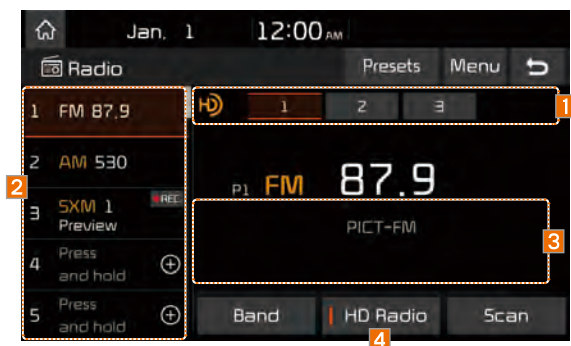 Jan. 1 12:00 AM
Radio Presets Menu
HD 1 2 3 1
1 FM 87.9
2 AM 530
2
3 SXM 1 REC
Preview
4 Press
and hold
5 Press
and hold
P1 FM 87.9
PICT-FM
3
Band HD Radio Scan
4